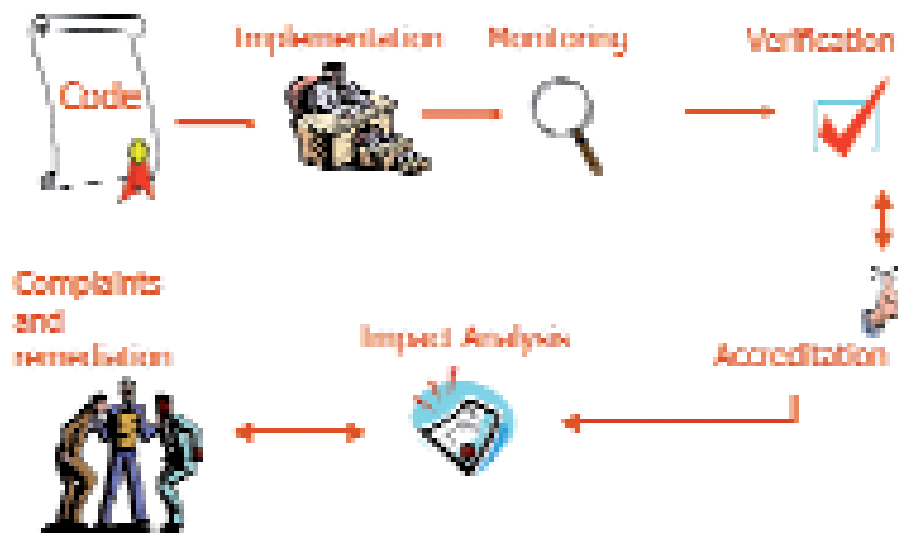 Code
Implementation
Monitoring
Verification
Complaints
and
remediation
Impact Analysis
Accreditation